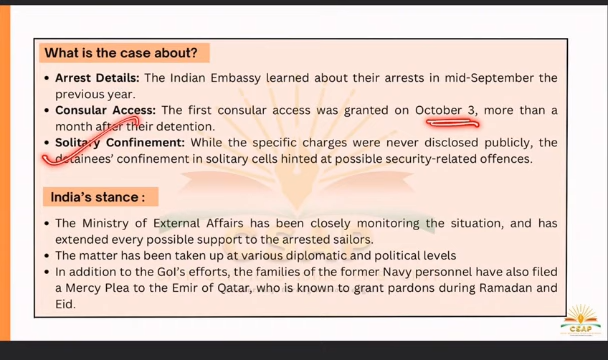 What is the case about?
• Arrest Details: The Indian Embassy learned about their arrests in mid-September the
previous year.
• Consular Access: The first consular access was granted on October 3, more than a
month after their detention.
• Solitary Confinement: While the specific charges were never disclosed publicly, the
detainees' confinement in solitary cells hinted at possible security-related offences.
India's stance :
• The Ministry of External Affairs has been closely monitoring the situation, and has
extended every possible support to the arrested sailors.
• The matter has been taken up at various diplomatic and political levels
• In addition to the GoI's efforts, the families of the former Navy personnel have also filed
a Mercy Plea to the Emir of Qatar, who is known to grant pardons during Ramadan and
Eid.
CSAP
CSAP